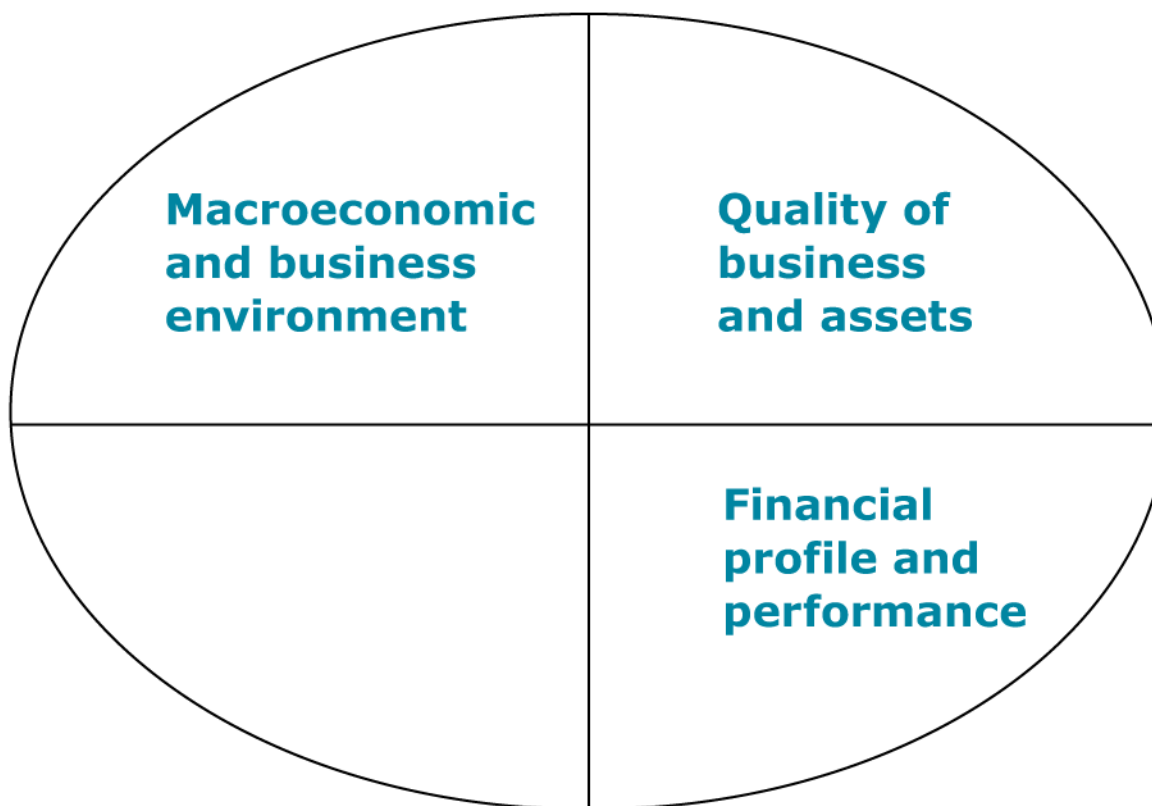 Macroeconomic
and business
environment
Quality of
business
and assets
Financial
profile and
performance